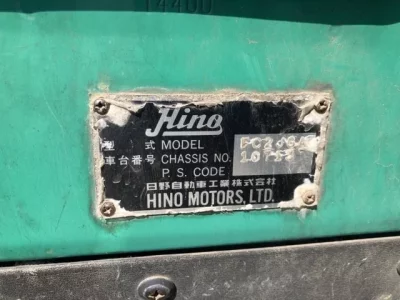 Hino
型 式 MODEL
車台番号 CHASSIS NO.
P. S. CODE
日野自動車工業株式会社
HINO MOTORS, LTD.